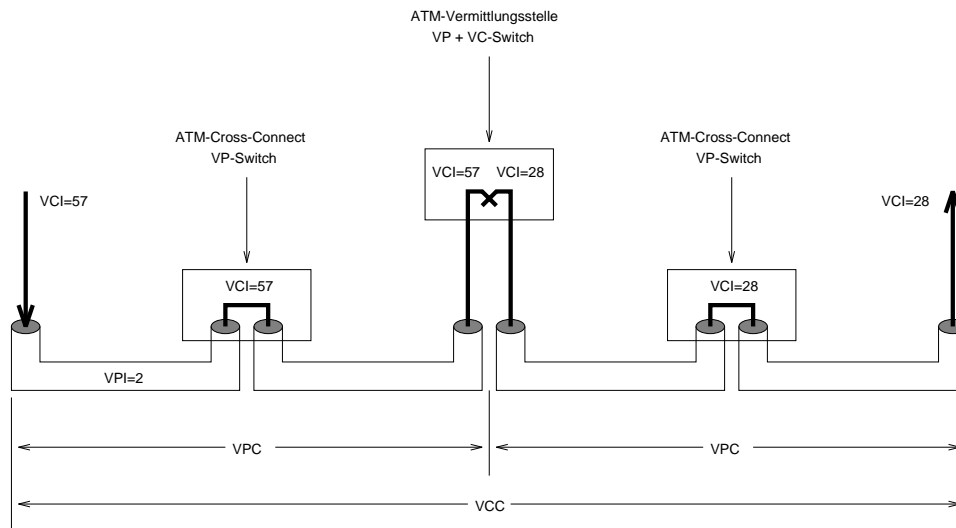 ATM-Vermittlungsstelle
VP + VC-Switch
ATM-Cross-Connect
VP-Switch
ATM-Cross-Connect
VP-Switch
VCI=57 VCI=28
VCI=57
VCI=28
VCI=57
VCI=28
VPI=2
VPC
VPC
VCC